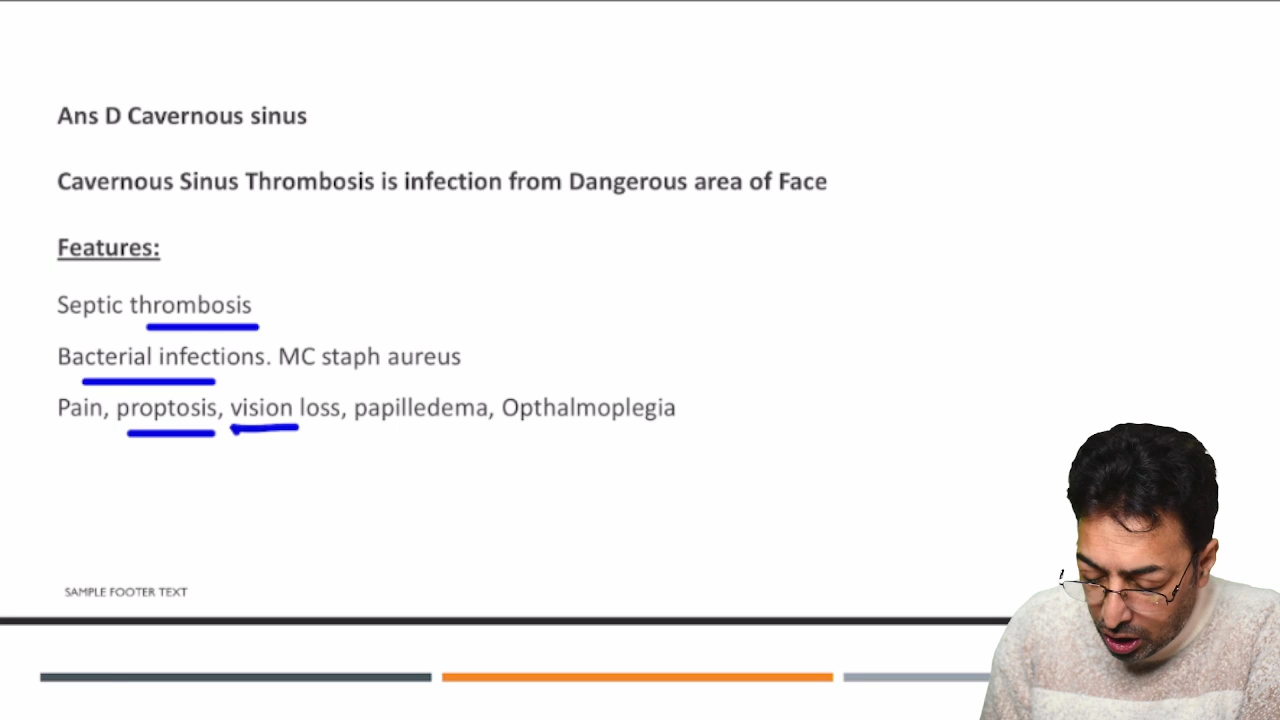 Ans D Cavernous sinus
Cavernous Sinus Thrombosis is infection from Dangerous area of Face
Features:
Septic thrombosis
Bacterial infections. MC staph aureus
Pain, proptosis, vision loss, papilledema, Opthalmoplegia
SAMPLE FOOTER TEXT